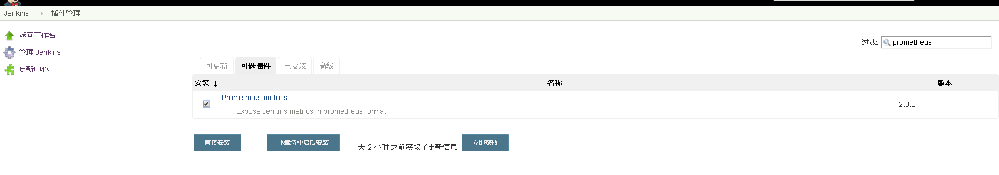 Jenkins 插件管理
返回工作台
管理 Jenkins
更新中心
过滤: prometheus
可更新 可选插件 已安装 高级
安装 ↓ 名称 版本
Prometheus metrics
Expose Jenkins metrics in prometheus format
2.0.0
直接安装 下载待重启后安装 1 天 2 小时 之前获取了更新信息 立即获取